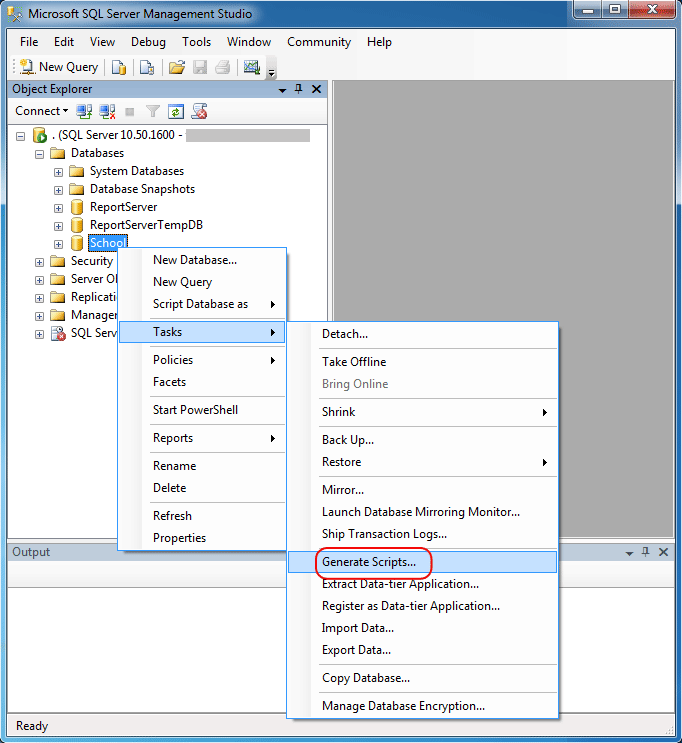 Microsoft SQL Server Management Studio
File Edit View Debug Tools Window Community Help
New Query
Object Explorer
Connect
. (SQL Server 10.50.1600 -
Databases
System Databases
Database Snapshots
ReportServer
ReportServerTempDB
School
Security
Server Ob
Replicati
Managem
SQL Serv
New Database...
New Query
Script Database as
Tasks
Policies
Facets
Start PowerShell
Reports
Rename
Delete
Refresh
Properties
Detach...
Take Offline
Bring Online
Shrink
Back Up...
Restore
Mirror...
Launch Database Mirroring Monitor...
Ship Transaction Logs...
Generate Scripts...
Extract Data-tier Application...
Register as Data-tier Application...
Import Data...
Export Data...
Copy Database...
Manage Database Encryption...
Output
Ready